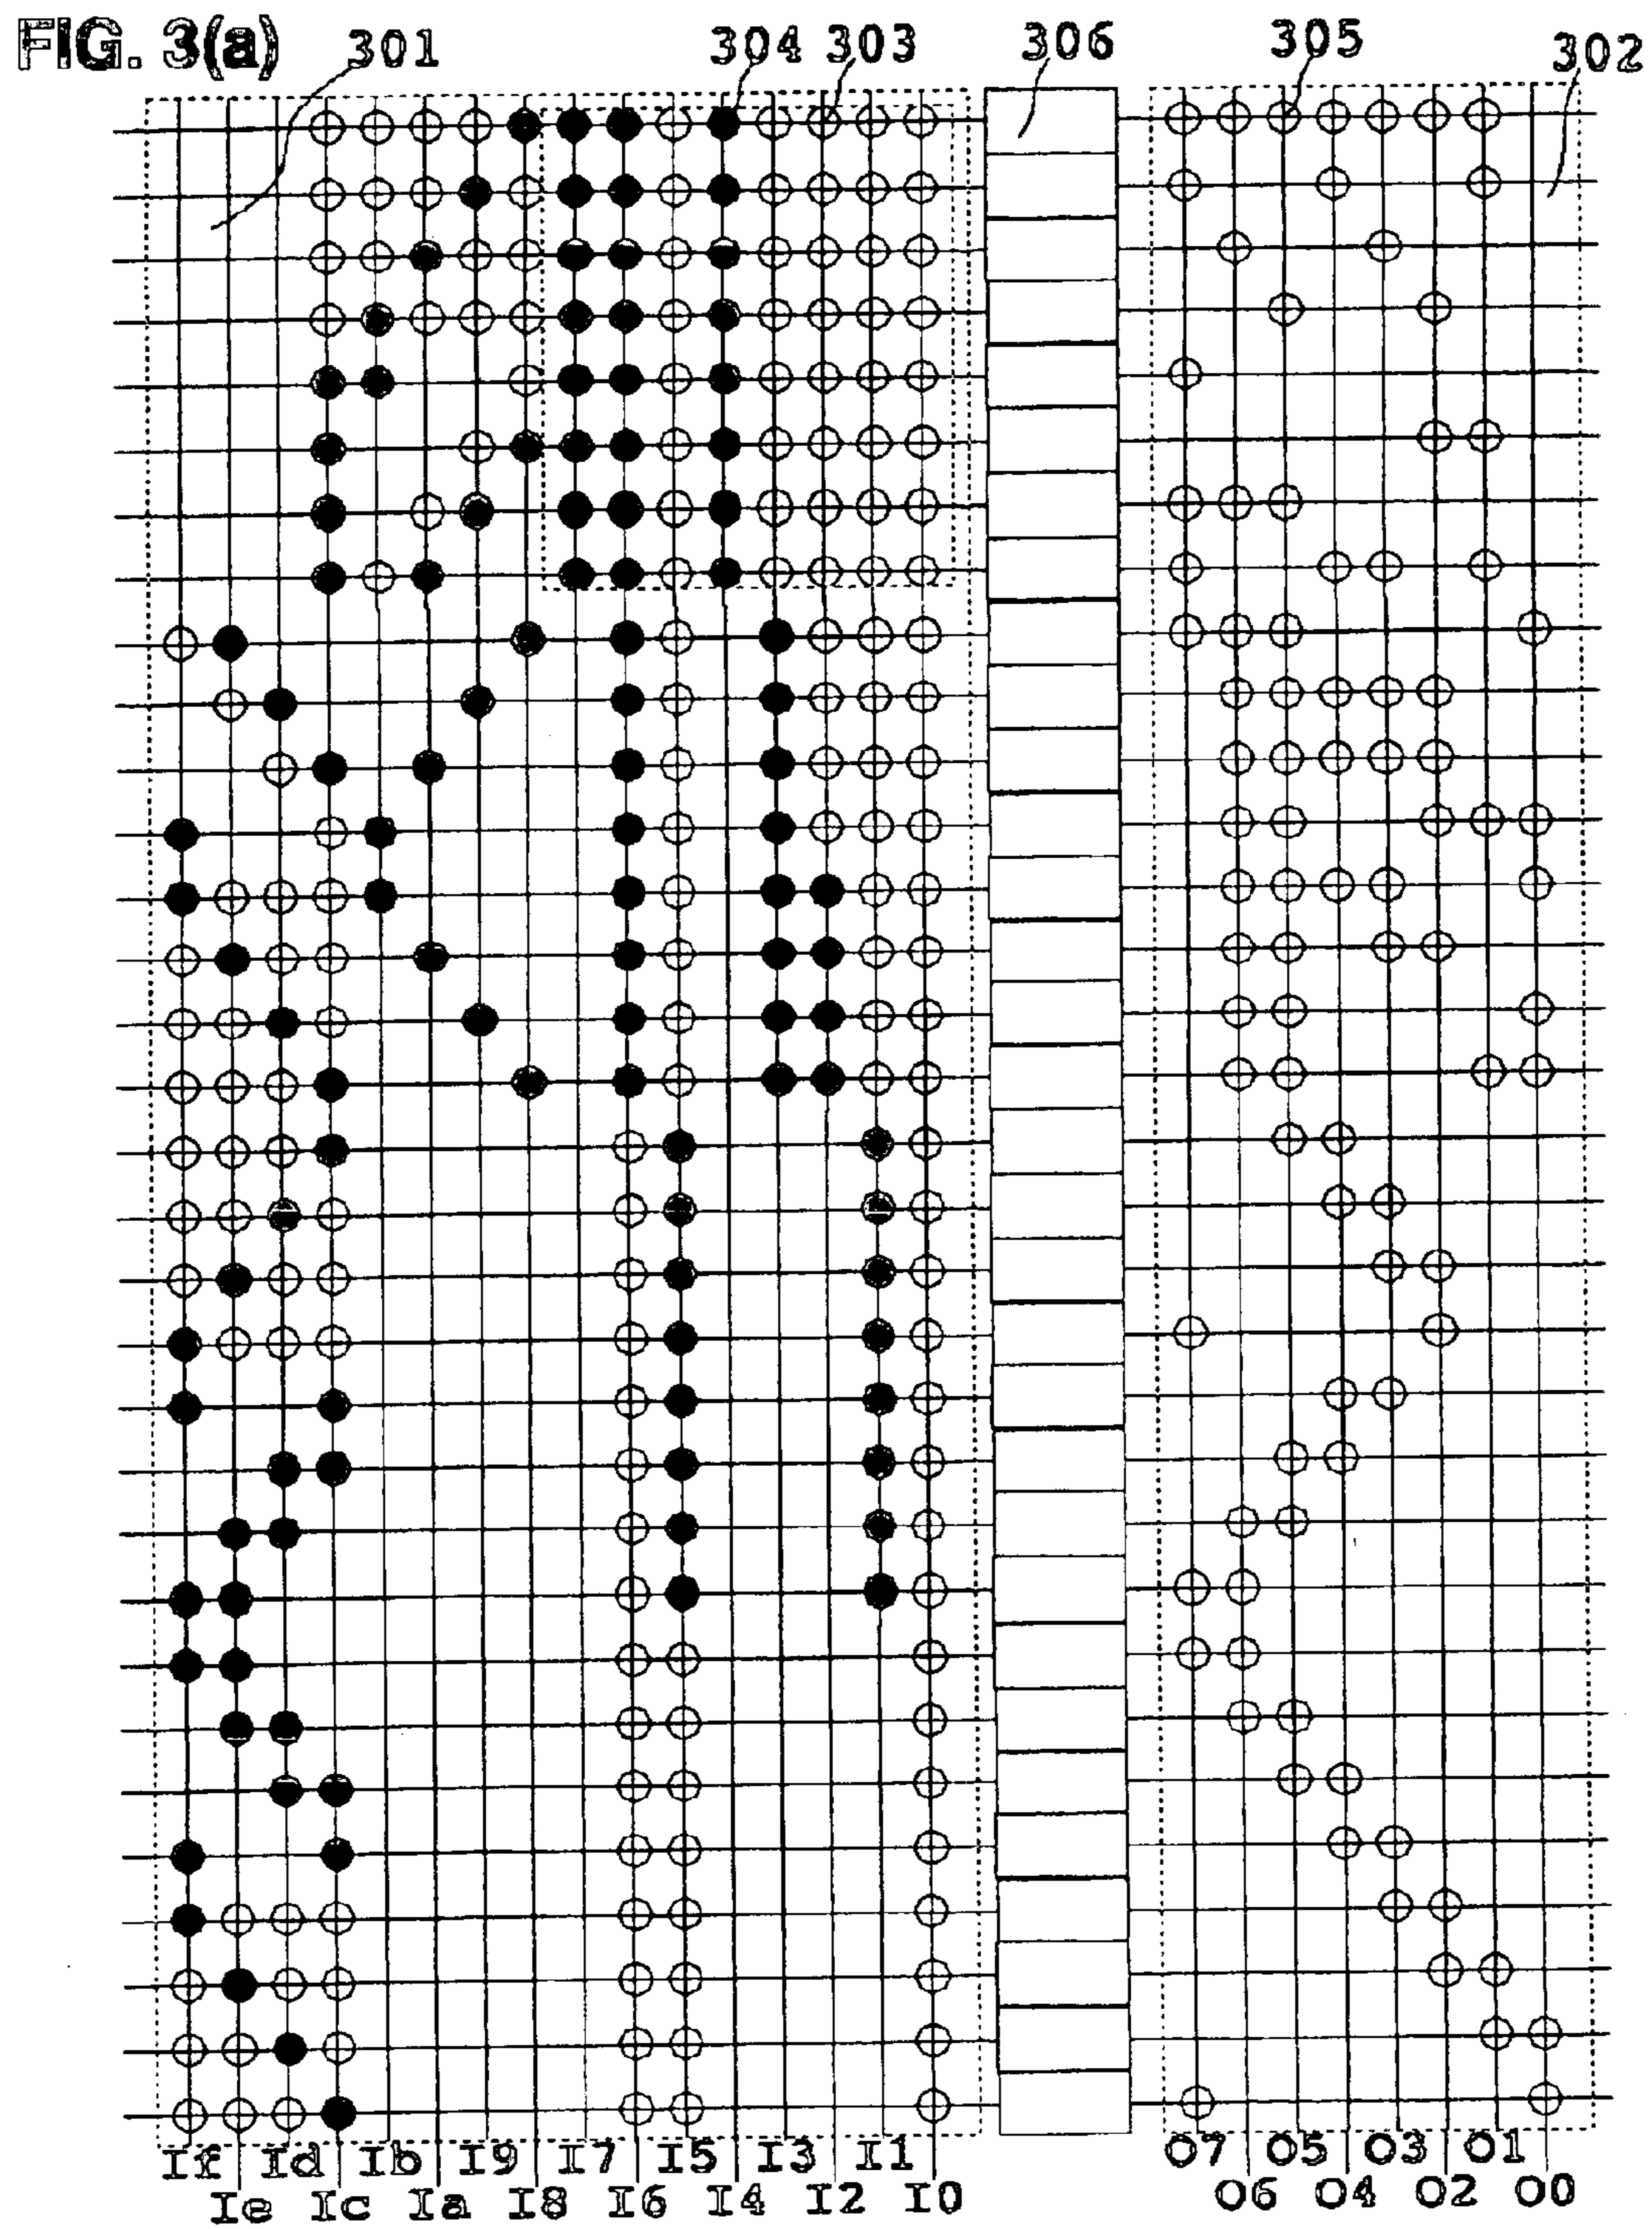 FIG. 3(a) 301 304 303 306 305 302
If Id Ib I9 I7 I5 I3 I1 O7 O5 O3 O1
Ie Ic Ia I8 I6 I4 I2 I0 O6 O4 O2 O0